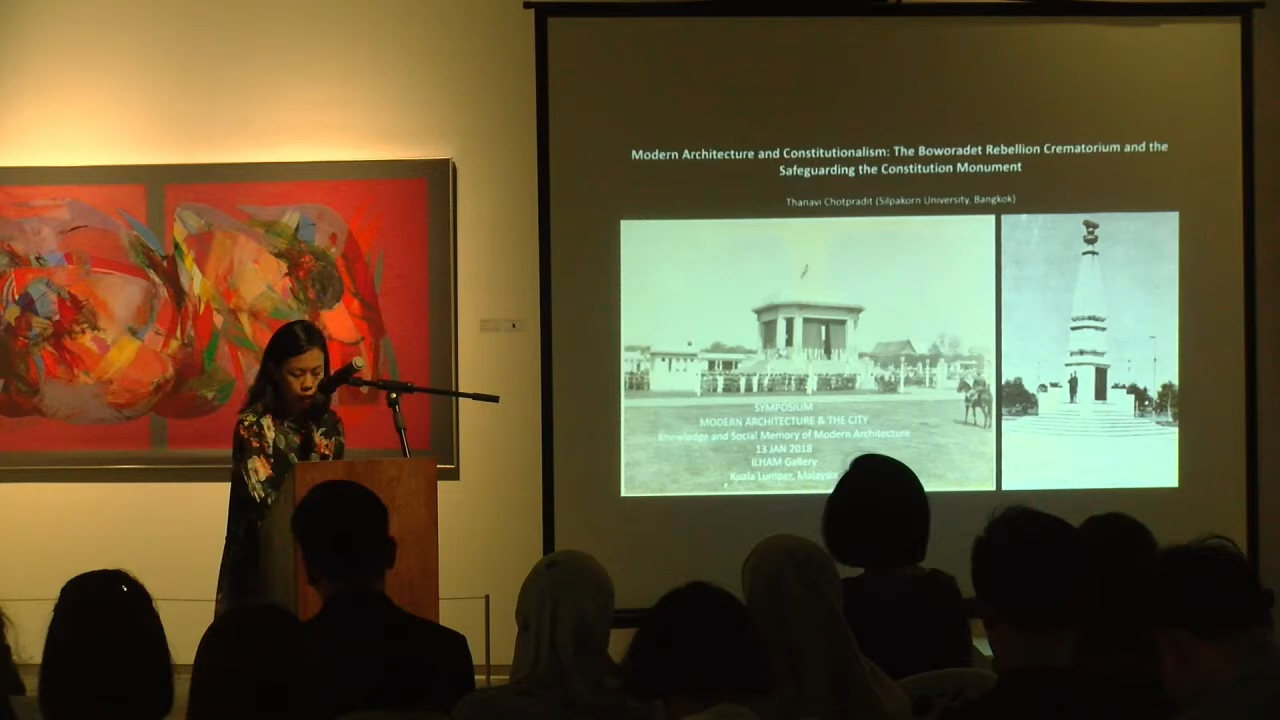 Modern Architecture and Constitutionalism: The Boworadet Rebellion Crematorium and the
Safeguarding the Constitution Monument
Thanavi Chotpradit (Silpakorn University, Bangkok)
SYMPOSIUM
MODERN ARCHITECTURE & THE CITY
Knowledge and Social Memory of Modern Architecture
13 JAN 2018
ILHAM Gallery
Kuala Lumper, Malaysia